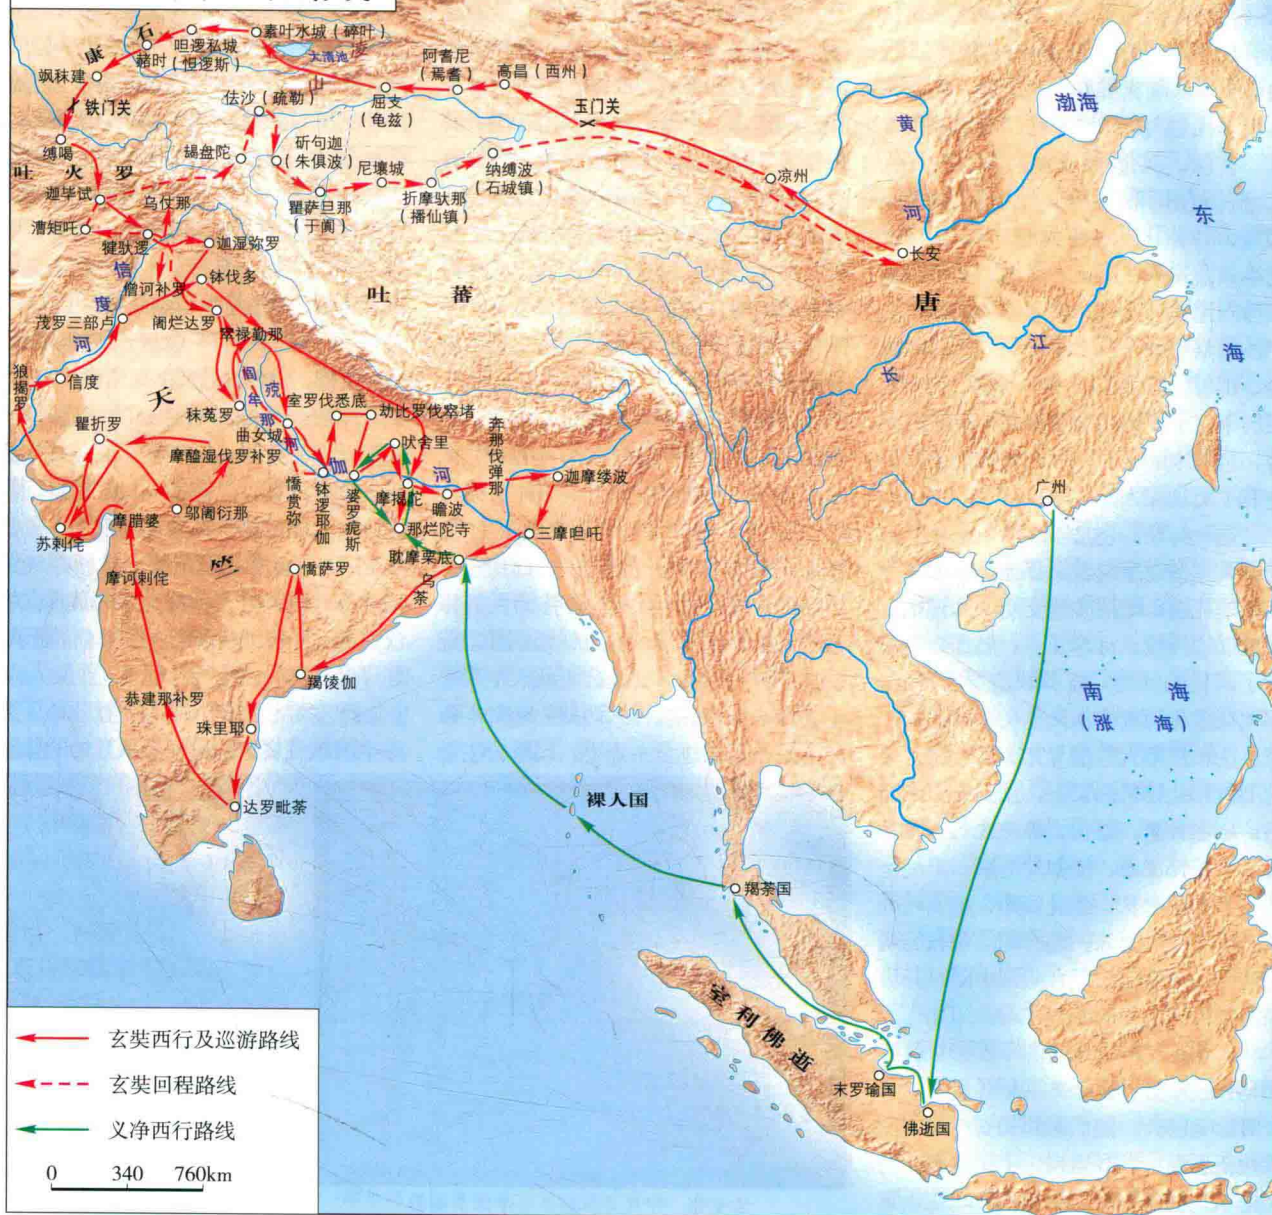 石
康
素叶水城（碎叶）
呾逻私城
（怛逻斯）
赭时
大清池
凌
山
飒秣建
阿耆尼
（焉耆）
高昌（西州）
屈支
（龟兹）
玉门关
渤海
铁门关
佉沙（疏勒）
黄
河
缚喝
朅盘陀
斫句迦
（朱俱波）
尼壤城
纳缚波
（石城镇）
凉州
吐火罗
迦毕试
乌仗那
瞿萨旦那
（于阗）
折摩驮那
（播仙镇）
东
海
漕矩吒
犍驮逻
迦湿弥罗
长安
信
度
河
僧诃补罗
钵伐多
吐蕃
唐
茂罗三部卢
阇烂达罗
窣禄勤那
长
江
狼揭罗
信度
天
竺
阎牟那河
殑
伽
河
秣菟罗
室罗伐悉底
劫比罗伐窣堵
奔那伐弹那
瞿折罗
曲女城
吠舍里
摩醯湿伐罗补罗
迦摩缕波
憍赏弥
钵逻耶伽
婆罗痆斯
摩揭陀
瞻波
广州
邬阇衍那
摩腊婆
那烂陀寺
三摩呾吒
苏剌侘
耽摩栗底
摩诃剌侘
憍萨罗
乌荼
羯𩜁伽
南海
（涨海）
恭建那补罗
珠里耶
达罗毗荼
裸人国
羯荼国
室利佛逝
末罗瑜国
佛逝国
玄奘西行及巡游路线
玄奘回程路线
义净西行路线
0 340 760km